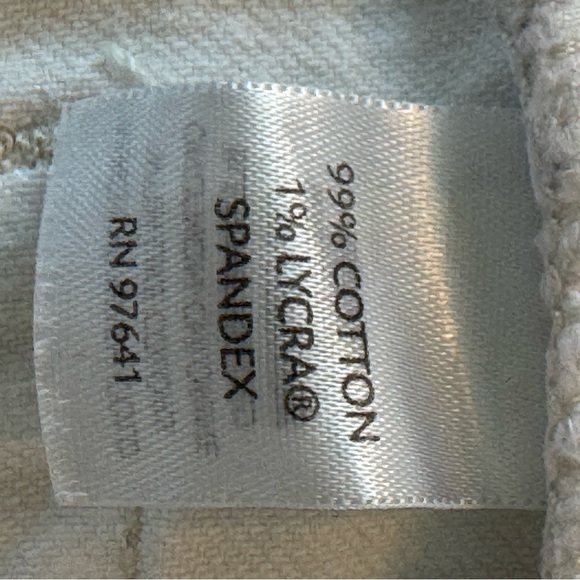 99% COTTON
1% LYCRA®
SPANDEX
RN 97641